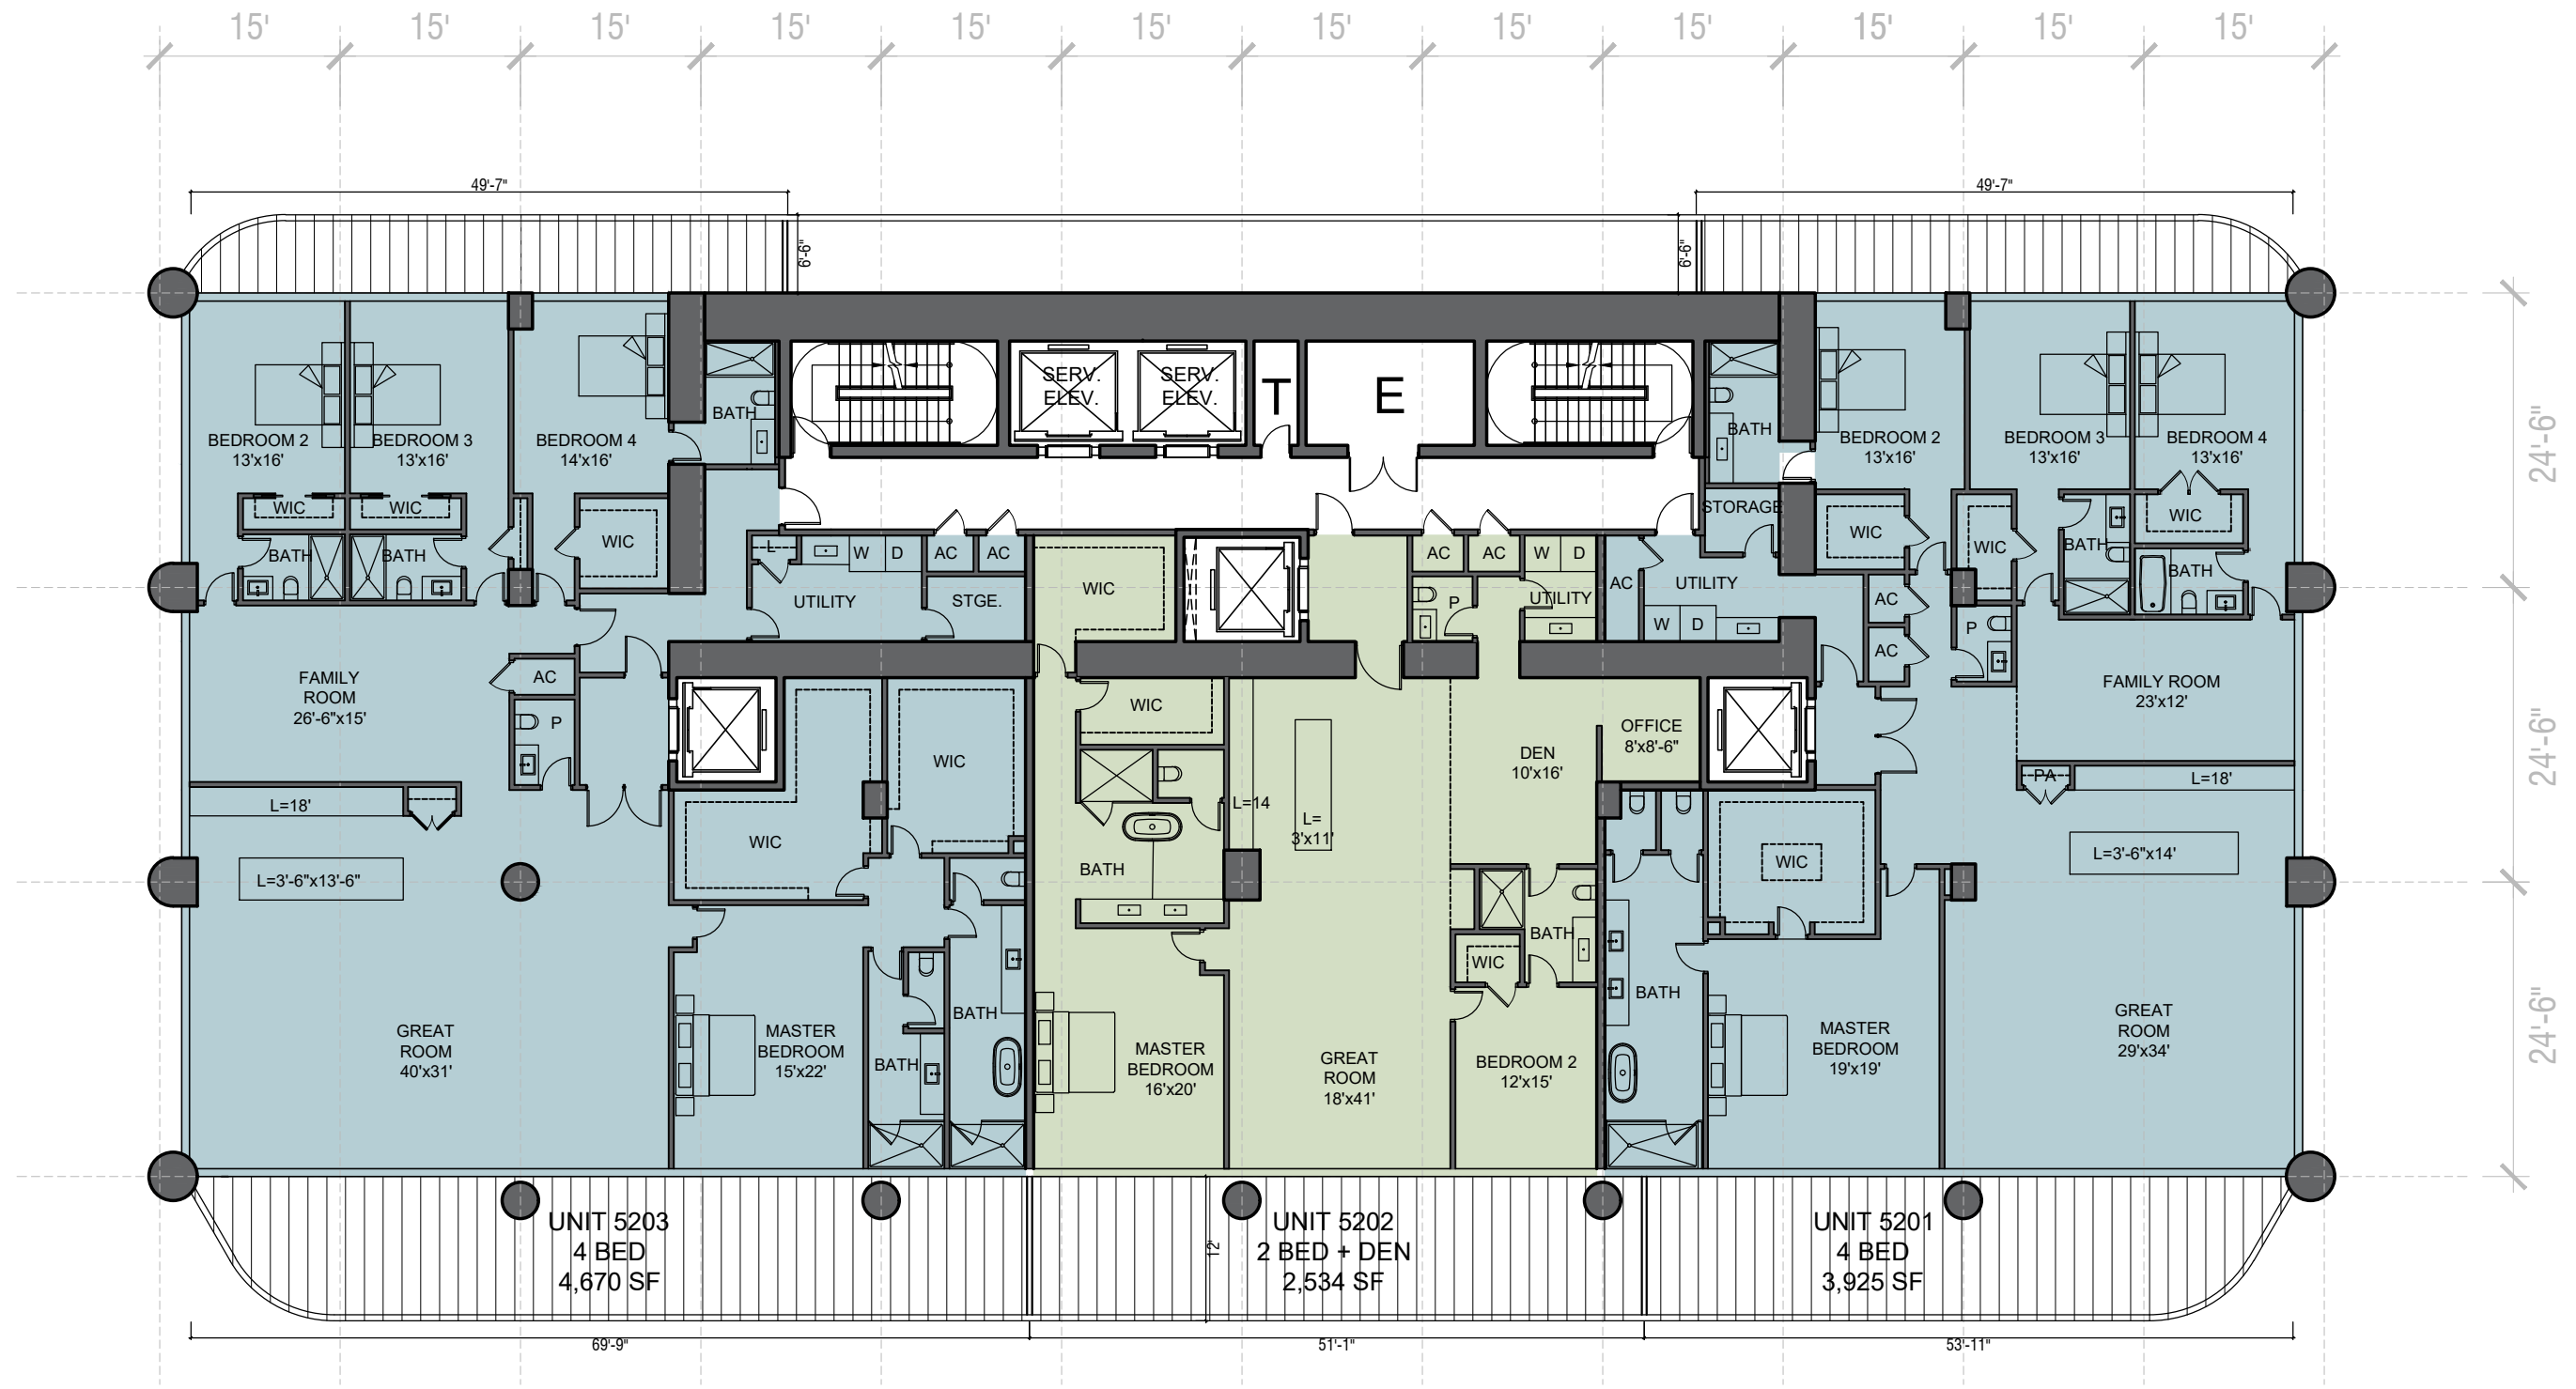 15' 15' 15' 15' 15' 15' 15' 15' 15' 15' 15' 15'
49'-7" 49'-7"
6'-6" 6'-6"
24'-6"
24'-6"
24'-6"
BEDROOM 2
13'x16'
BEDROOM 3
13'x16'
BEDROOM 4
14'x16'
BATH
SERV.
ELEV.
SERV.
ELEV.
T
E
BATH
BEDROOM 2
13'x16'
BEDROOM 3
13'x16'
BEDROOM 4
13'x16'
WIC
WIC
WIC
BATH
BATH
L
W D
AC
AC
UTILITY
STGE.
WIC
AC
AC
W D
P
UTILITY
STORAGE
AC
UTILITY
W D
WIC
WIC
WIC
BATH
BATH
AC
AC
P
FAMILY
ROOM
26'-6"x15'
AC
P
WIC
WIC
WIC
OFFICE
8'x8'-6"
DEN
10'x16'
FAMILY ROOM
23'x12'
PA
L=18'
L=18'
L=14
L=
3'x11'
WIC
L=3'-6"x13'-6"
L=3'-6"x14'
BATH
BATH
WIC
WIC
GREAT
ROOM
40'x31'
MASTER
BEDROOM
15'x22'
BATH
BATH
MASTER
BEDROOM
16'x20'
GREAT
ROOM
18'x41'
BEDROOM 2
12'x15'
BATH
MASTER
BEDROOM
19'x19'
GREAT
ROOM
29'x34'
UNIT 5203
4 BED
4,670 SF
12'
UNIT 5202
2 BED + DEN
2,534 SF
UNIT 5201
4 BED
3,925 SF
69'-9" 51'-1" 53'-11"